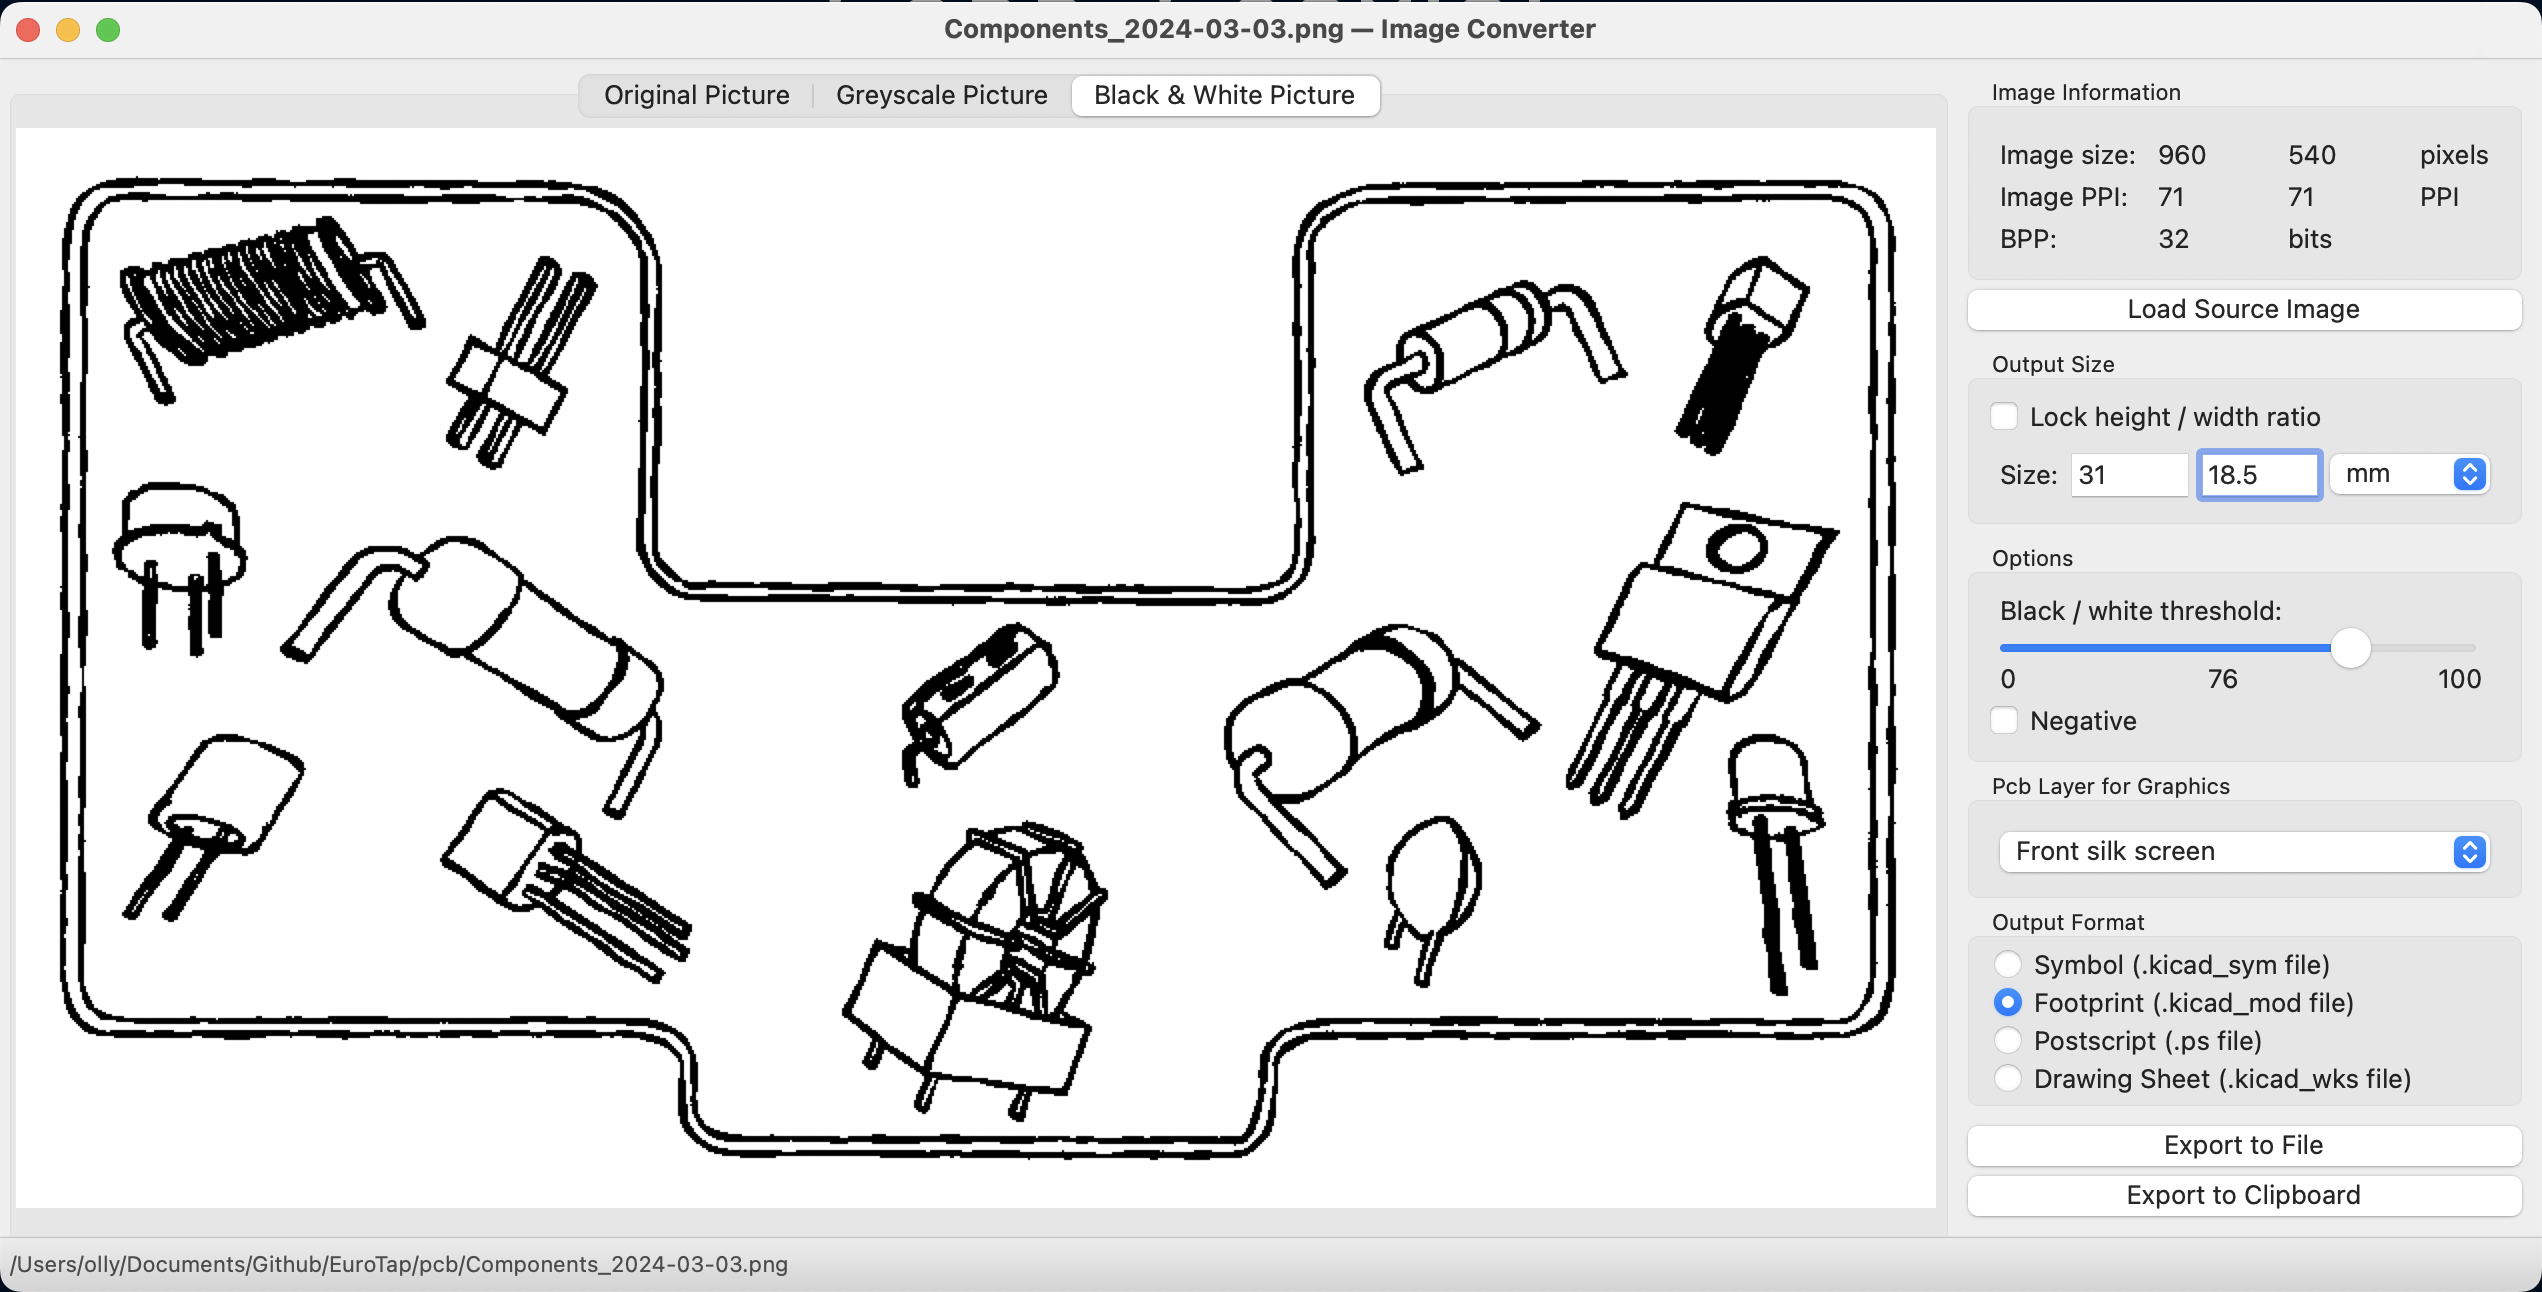 Components_2024-03-03.png — Image Converter
Original Picture Greyscale Picture Black & White Picture
Image Information
Image size: 960 540 pixels
Image PPI: 71 71 PPI
BPP: 32 bits
Load Source Image
Output Size
Lock height / width ratio
Size: 31 18.5 mm
Options
Black / white threshold:
0 76 100
Negative
Pcb Layer for Graphics
Front silk screen
Output Format
Symbol (.kicad_sym file)
Footprint (.kicad_mod file)
Postscript (.ps file)
Drawing Sheet (.kicad_wks file)
Export to File
Export to Clipboard
/Users/olly/Documents/Github/EuroTap/pcb/Components_2024-03-03.png